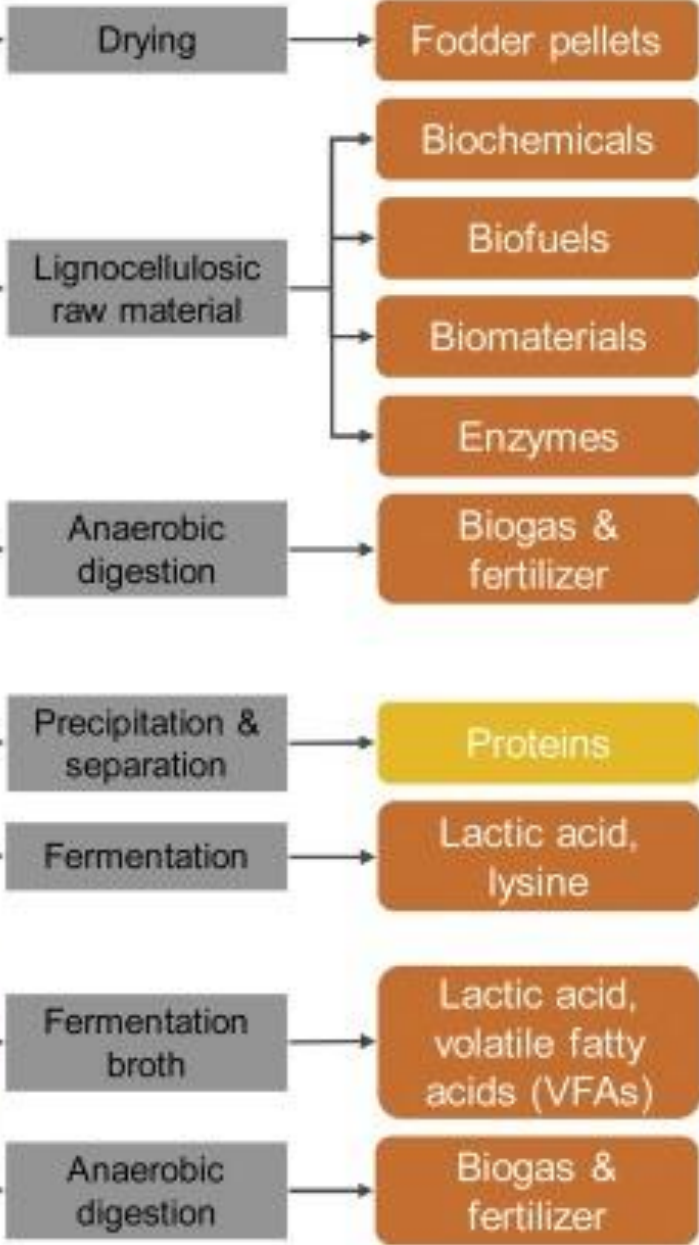 Drying
Fodder pellets
Biochemicals
Biofuels
Lignocellulosic
raw material
Biomaterials
Enzymes
Anaerobic
digestion
Biogas &
fertilizer
Precipitation &
separation
Proteins
Fermentation
Lactic acid,
lysine
Fermentation
broth
Lactic acid,
volatile fatty
acids (VFAs)
Anaerobic
digestion
Biogas &
fertilizer